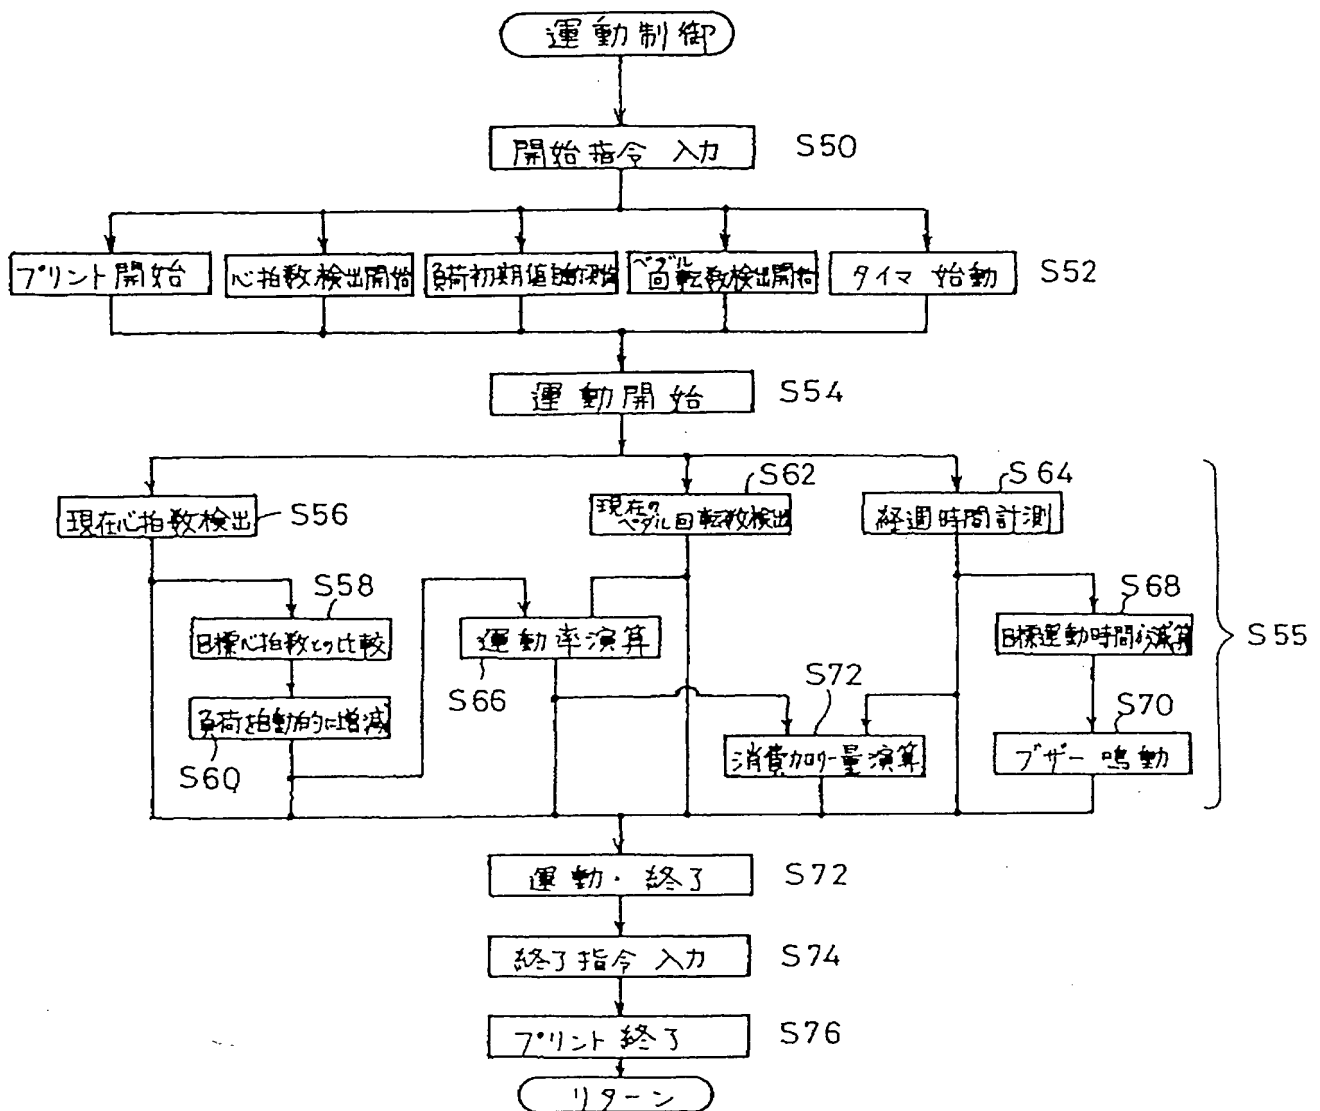 運動制御
開始指令 入力 S50
プリント開始
心拍数検出開始
負荷初期値
ペダル
回転数検出開始
タイマ 始動
S52
運動開始 S54
S62
S64
現在心拍数検出 S56
現在の
ペダル回転数検出
経過時間計測
S58
S68
目標心拍数との比較
運動率演算
目標運動時間から減算
S55
S66
S72
負荷を自動的に増減
S70
S60
消費カロリー量演算
ブザー鳴動
運動・終了 S72
終了指令 入力 S74
プリント終了 S76
リターン